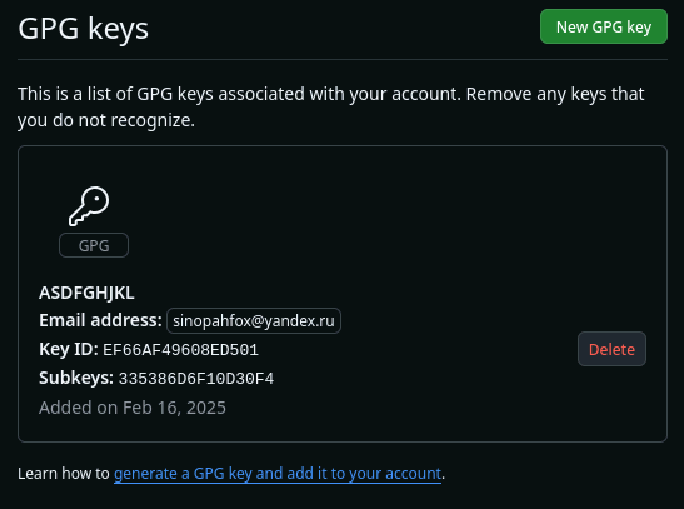 GPG keys
New GPG key
This is a list of GPG keys associated with your account. Remove any keys that
you do not recognize.
GPG
ASDFGHJKL
Email address: sinopahfox@yandex.ru
Key ID: EF66AF49608ED501
Delete
Subkeys: 335386D6F10D30F4
Added on Feb 16, 2025
Learn how to generate a GPG key and add it to your account.